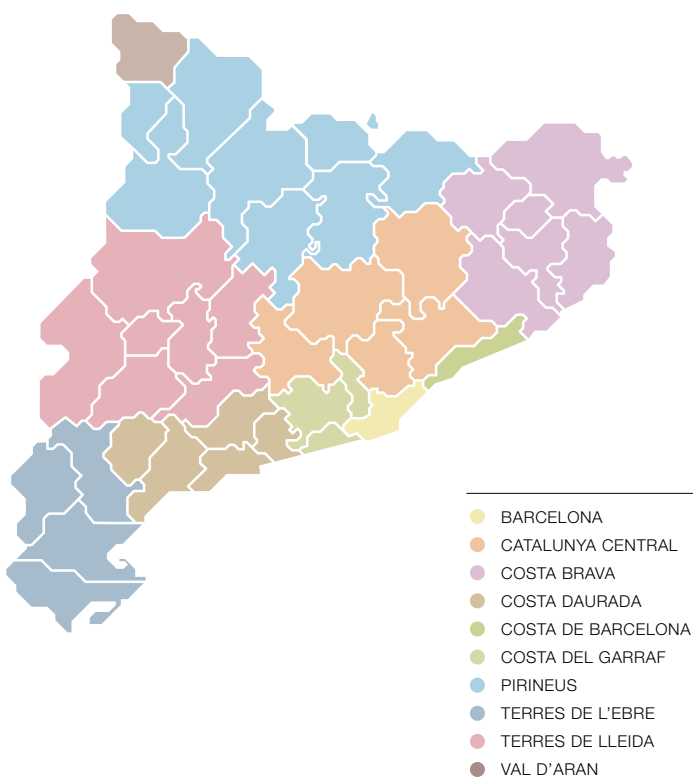 BARCELONA
CATALUNYA CENTRAL
COSTA BRAVA
COSTA DAURADA
COSTA DE BARCELONA
COSTA DEL GARRAF
PIRINEUS
TERRES DE L'EBRE
TERRES DE LLEIDA
VAL D'ARAN